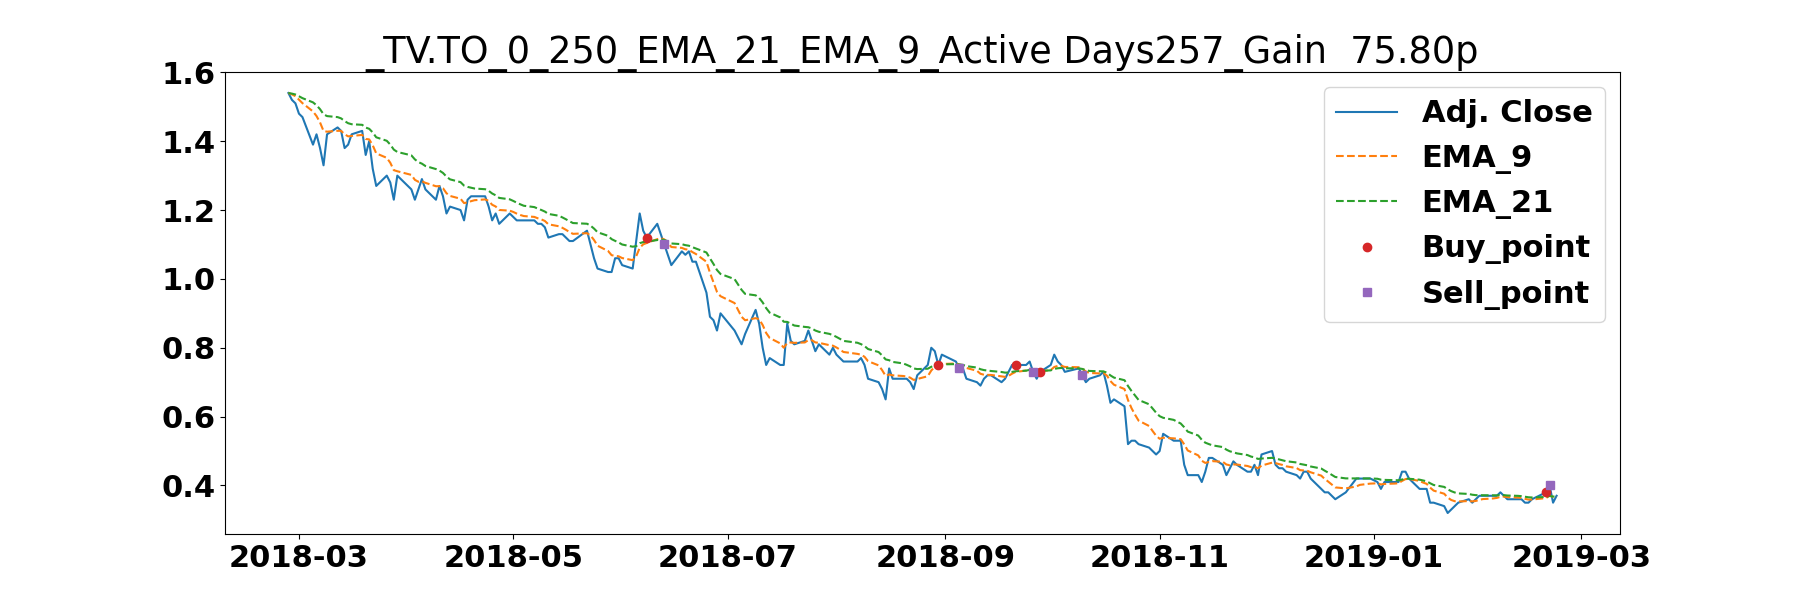 _TV.TO_0_250_EMA_21_EMA_9_Active Days257_Gain  75.80p
1.6
1.4
1.2
1.0
0.8
0.6
0.4
Adj. Close
EMA_9
EMA_21
Buy_point
Sell_point
2018-03 2018-05 2018-07 2018-09 2018-11 2019-01 2019-03